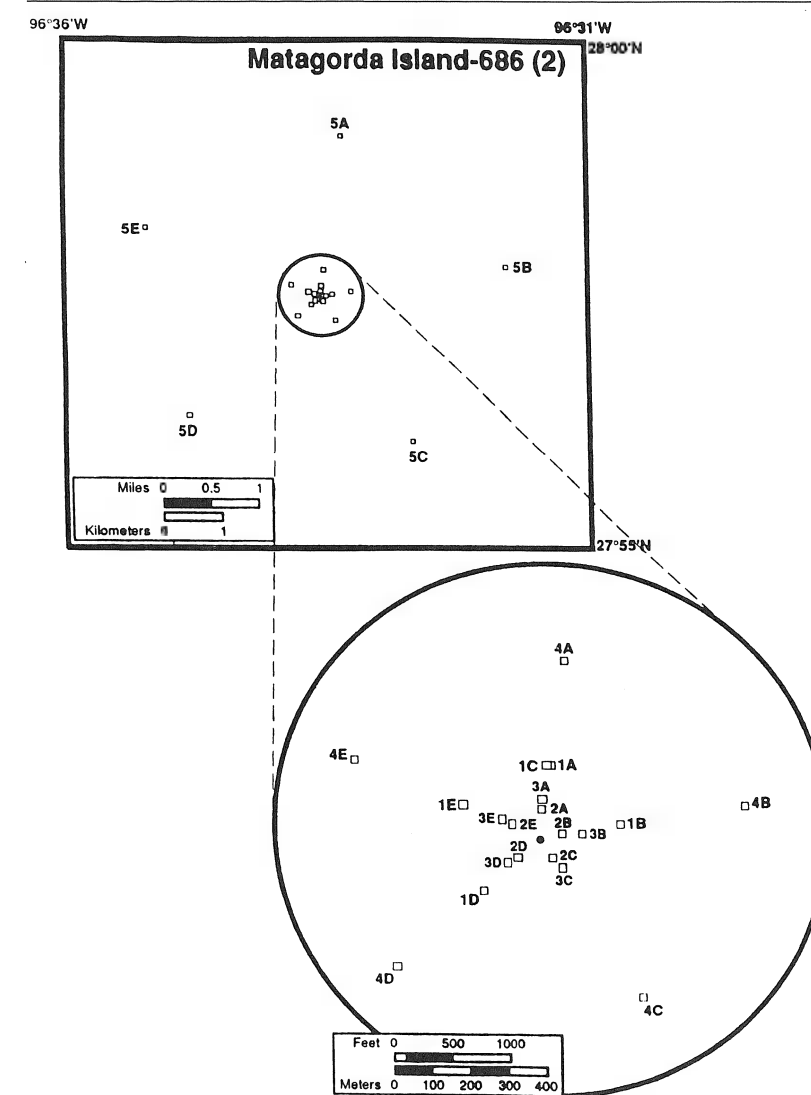 96°36'W
96°31'W
Matagorda Island-686 (2)
28°00'N
5A
5E
5B
5D
5C
Miles 0 0.5 1
Kilometers 0 1
27°55'N
4A
4E
1C 1A
3A
1E
2A
4B
3E
2E
2B
3B
1B
2D
3D
2C
3C
1D
4D
4C
Feet 0 500 1000
Meters 0 100 200 300 400